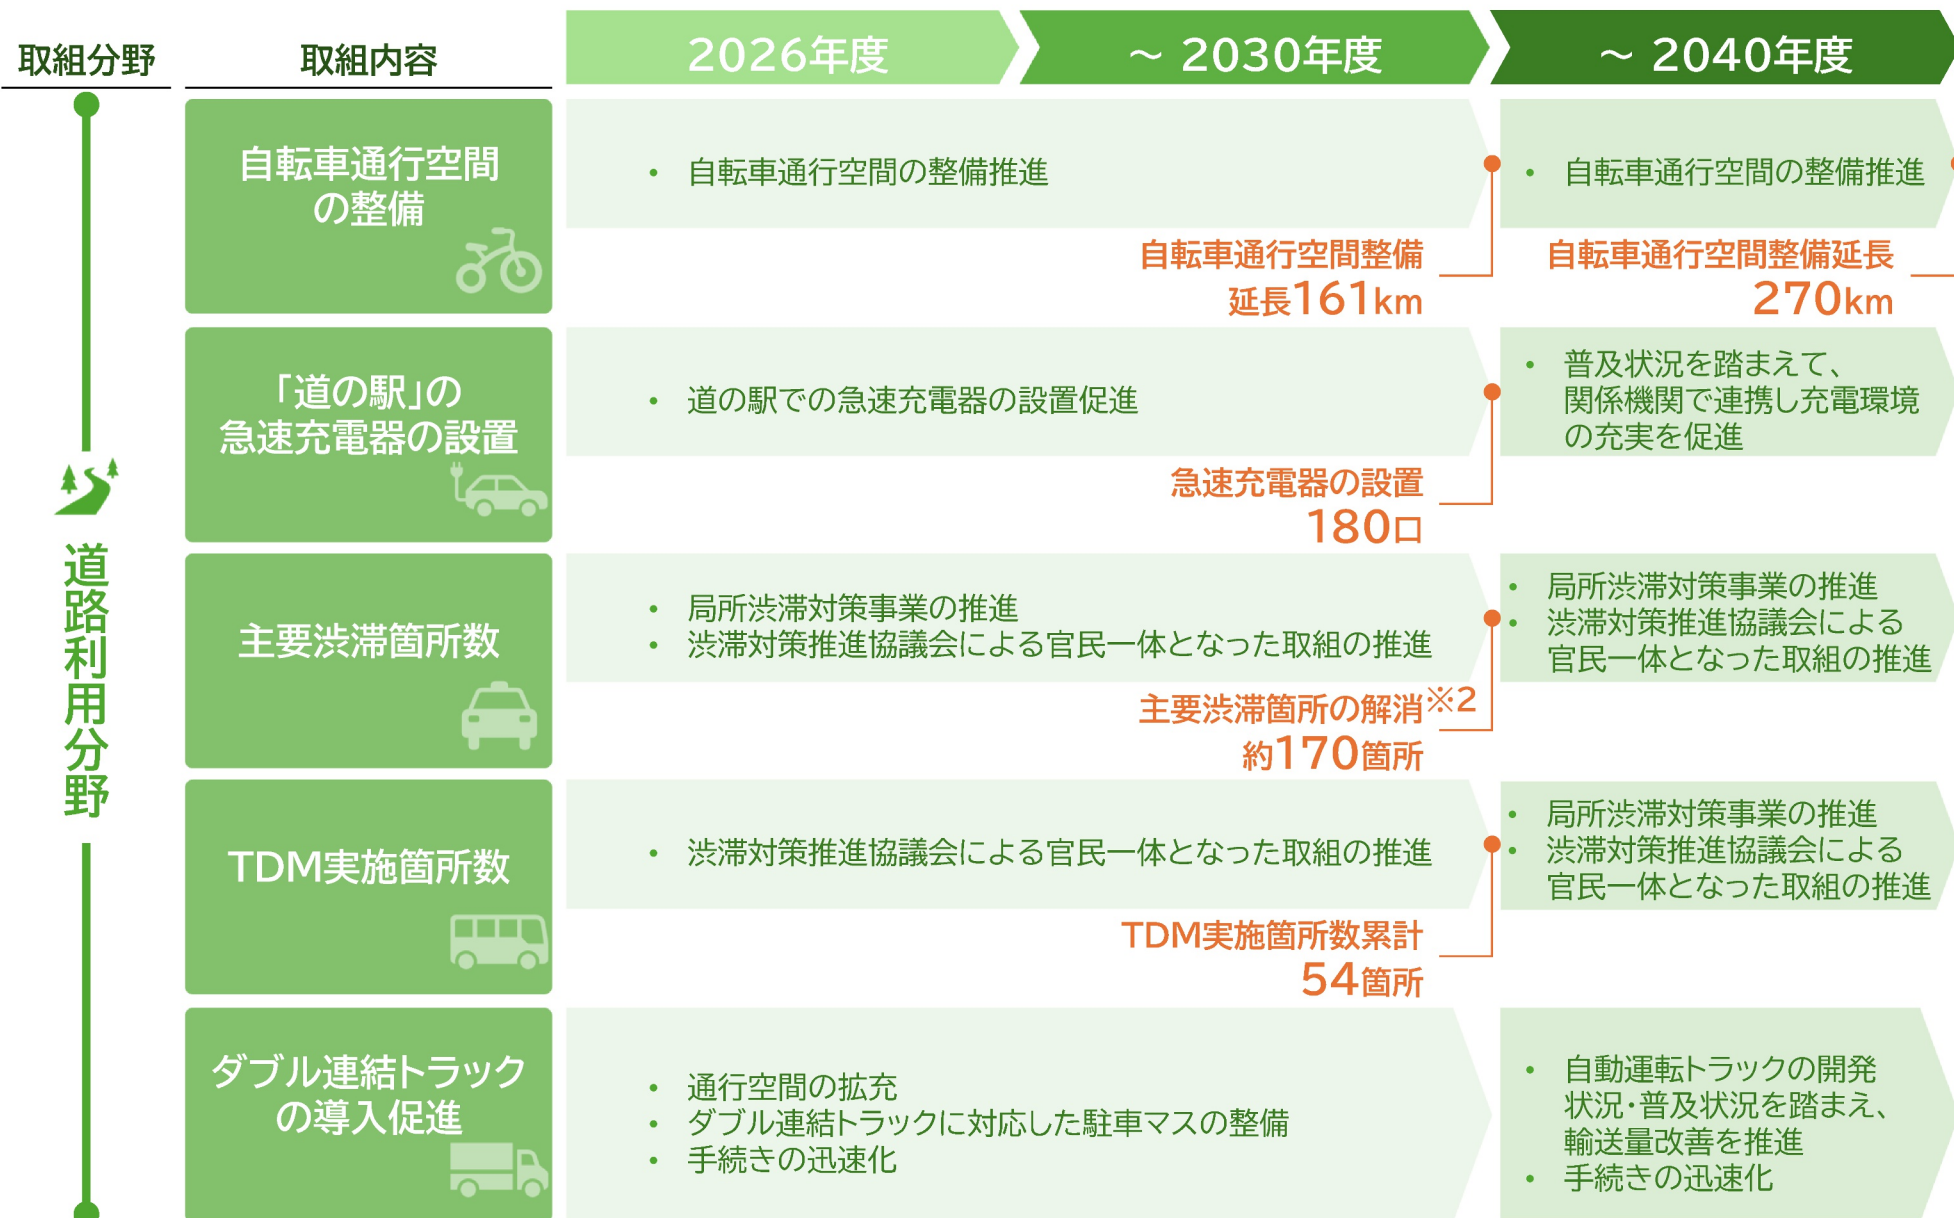 取組分野
取組内容
2026年度
～ 2030年度
～ 2040年度
道路利用分野
自転車通行空間
の整備
• 自転車通行空間の整備推進
自転車通行空間整備
延長161km
• 自転車通行空間の整備推進
自転車通行空間整備延長
270km
「道の駅」の
急速充電器の設置
• 道の駅での急速充電器の設置促進
急速充電器の設置
180口
• 普及状況を踏まえて、
関係機関で連携し充電環境
の充実を促進
主要渋滞箇所数
• 局所渋滞対策事業の推進
• 渋滞対策推進協議会による官民一体となった取組の推進
主要渋滞箇所の解消※2
約170箇所
• 局所渋滞対策事業の推進
• 渋滞対策推進協議会による
官民一体となった取組の推進
TDM実施箇所数
• 渋滞対策推進協議会による官民一体となった取組の推進
TDM実施箇所数累計
54箇所
• 局所渋滞対策事業の推進
• 渋滞対策推進協議会による
官民一体となった取組の推進
ダブル連結トラック
の導入促進
• 通行空間の拡充
• ダブル連結トラックに対応した駐車マスの整備
• 手続きの迅速化
• 自動運転トラックの開発
状況・普及状況を踏まえ、
輸送量改善を推進
• 手続きの迅速化